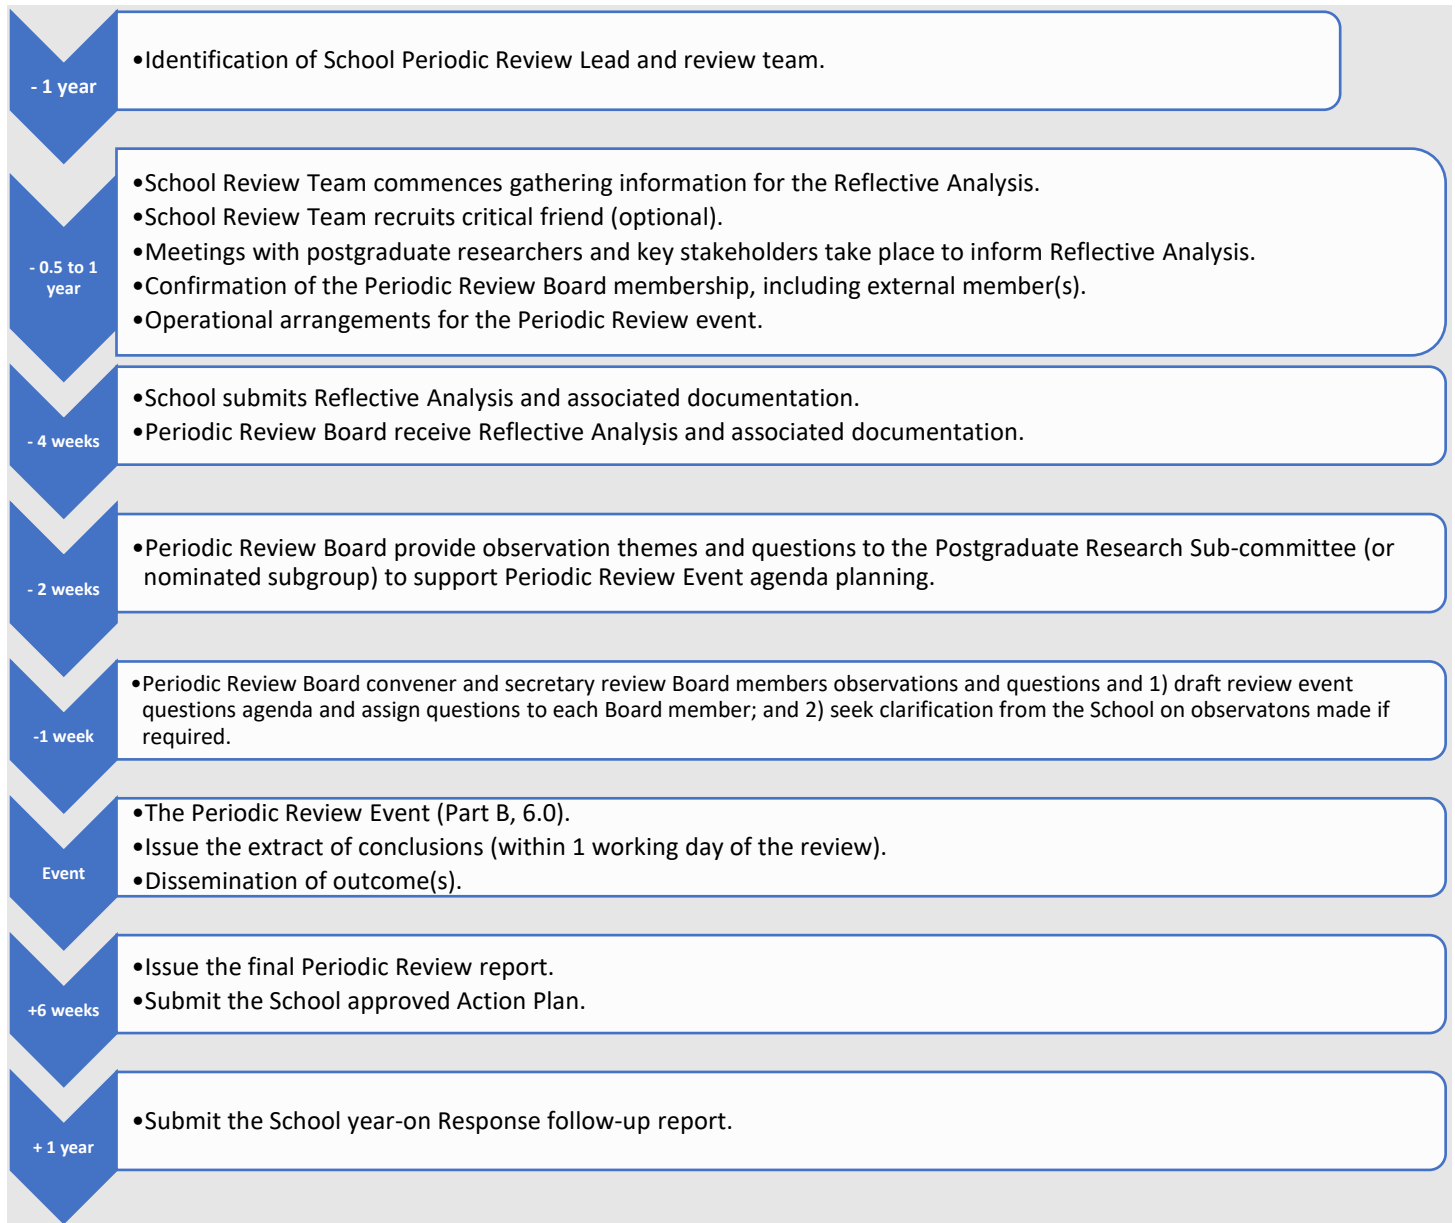 - 1 year
•Identification of School Periodic Review Lead and review team.
- 0.5 to 1
year
•School Review Team commences gathering information for the Reflective Analysis.
•School Review Team recruits critical friend (optional).
•Meetings with postgraduate researchers and key stakeholders take place to inform Reflective Analysis.
•Confirmation of the Periodic Review Board membership, including external member(s).
•Operational arrangements for the Periodic Review event.
- 4 weeks
•School submits Reflective Analysis and associated documentation.
•Periodic Review Board receive Reflective Analysis and associated documentation.
- 2 weeks
•Periodic Review Board provide observation themes and questions to the Postgraduate Research Sub-committee (or
nominated subgroup) to support Periodic Review Event agenda planning.
-1 week
•Periodic Review Board convener and secretary review Board members observations and questions and 1) draft review event
questions agenda and assign questions to each Board member; and 2) seek clarification from the School on observatons made if
required.
Event
•The Periodic Review Event (Part B, 6.0).
•Issue the extract of conclusions (within 1 working day of the review).
•Dissemination of outcome(s).
+6 weeks
•Issue the final Periodic Review report.
•Submit the School approved Action Plan.
+ 1 year
•Submit the School year-on Response follow-up report.